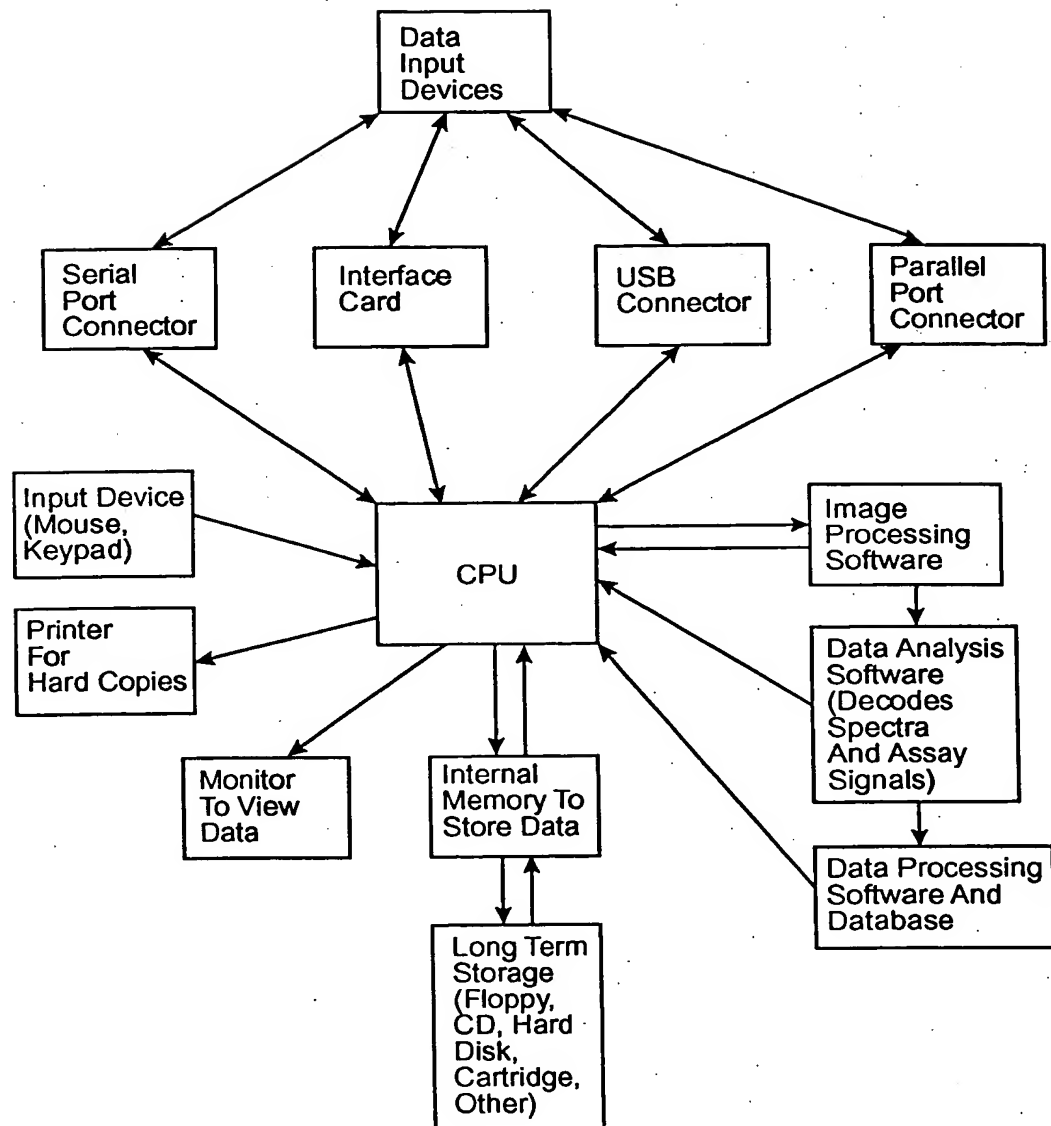 Data
Input
Devices
Serial
Port
Connector
Interface
Card
USB
Connector
Parallel
Port
Connector
Input Device
(Mouse,
Keypad)
CPU
Image
Processing
Software
Printer
For
Hard Copies
Data Analysis
Software
(Decodes
Spectra
And Assay
Signals)
Monitor
To View
Data
Internal
Memory To
Store Data
Data Processing
Software And
Database
Long Term
Storage
(Floppy,
CD, Hard
Disk,
Cartridge,
Other)